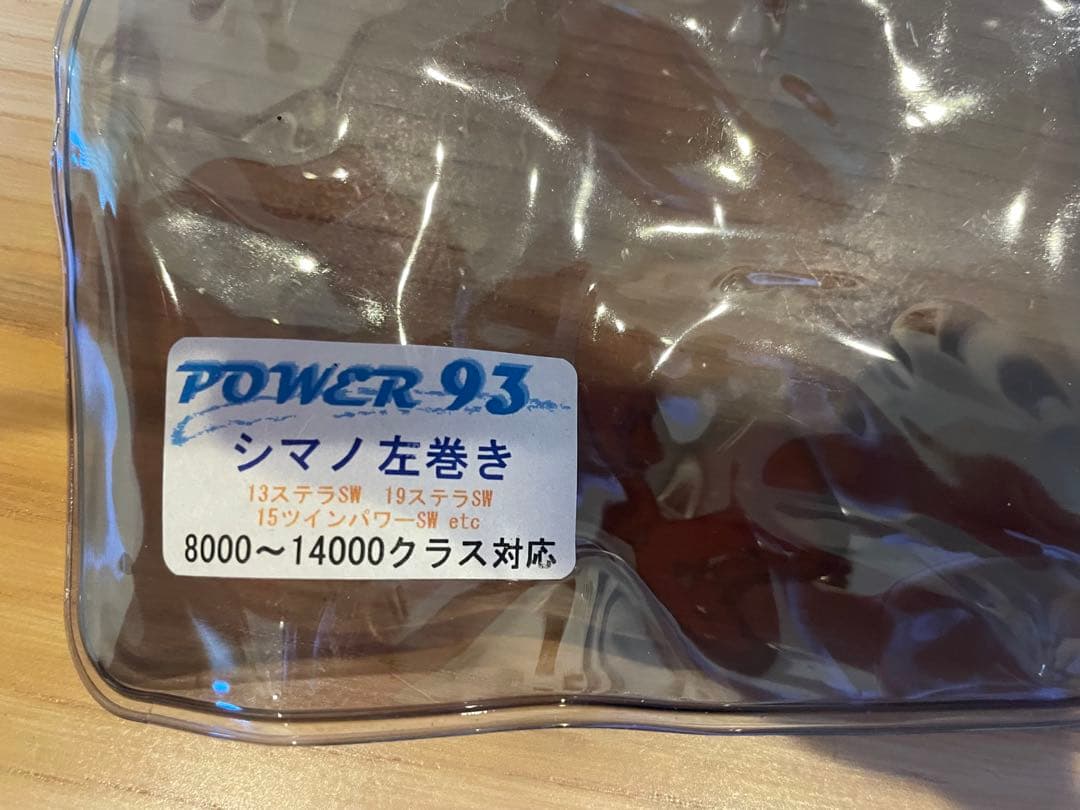 POWER 93
シマノ左巻き
13ステラSW 19ステラSW
15ツインパワーSW etc
8000～14000クラス対応